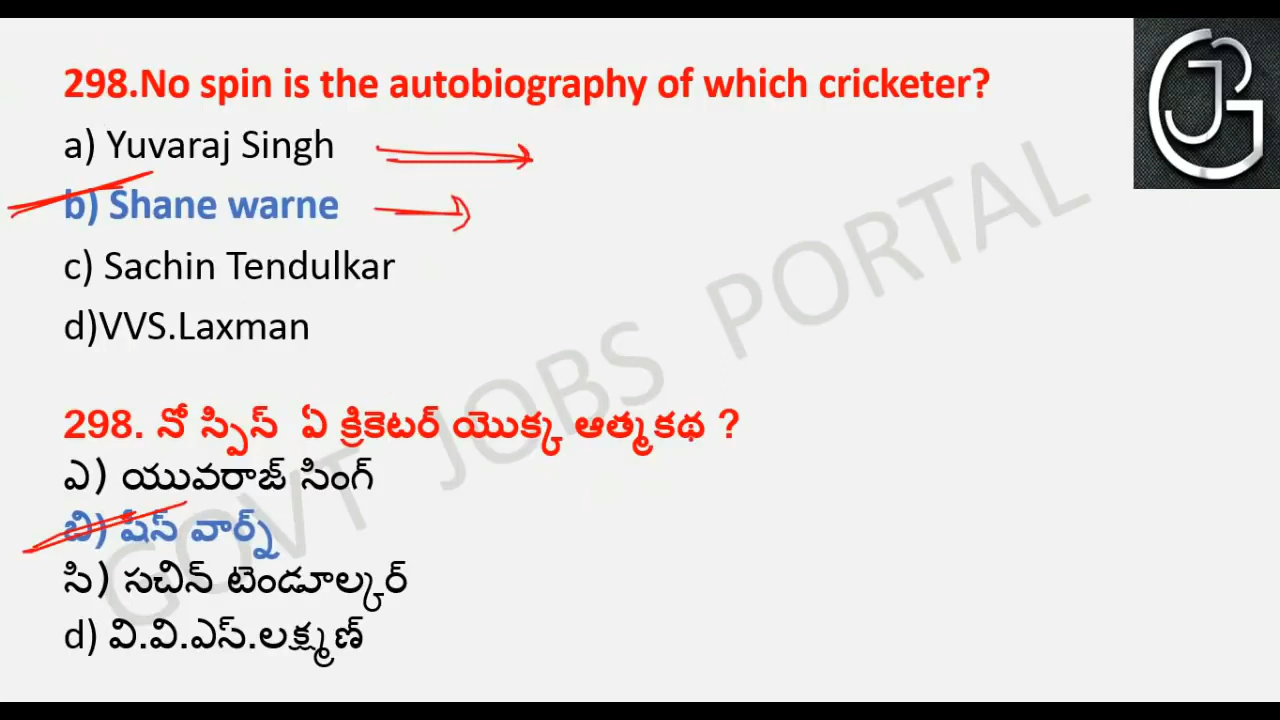 298.No spin is the autobiography of which cricketer?
a) Yuvaraj Singh
b) Shane warne
c) Sachin Tendulkar
d)VVS.Laxman
298. నో స్పిస్ ఏ క్రికెటర్ యొక్క ఆత్మకథ ?
ఎ) యువరాజ్ సింగ్
బి) షేస్ వార్న్
సి) సచిన్ టెండూల్కర్
d) వి.వి.ఎస్.లక్ష్మణ్
GOVT JOBS PORTAL
GJ